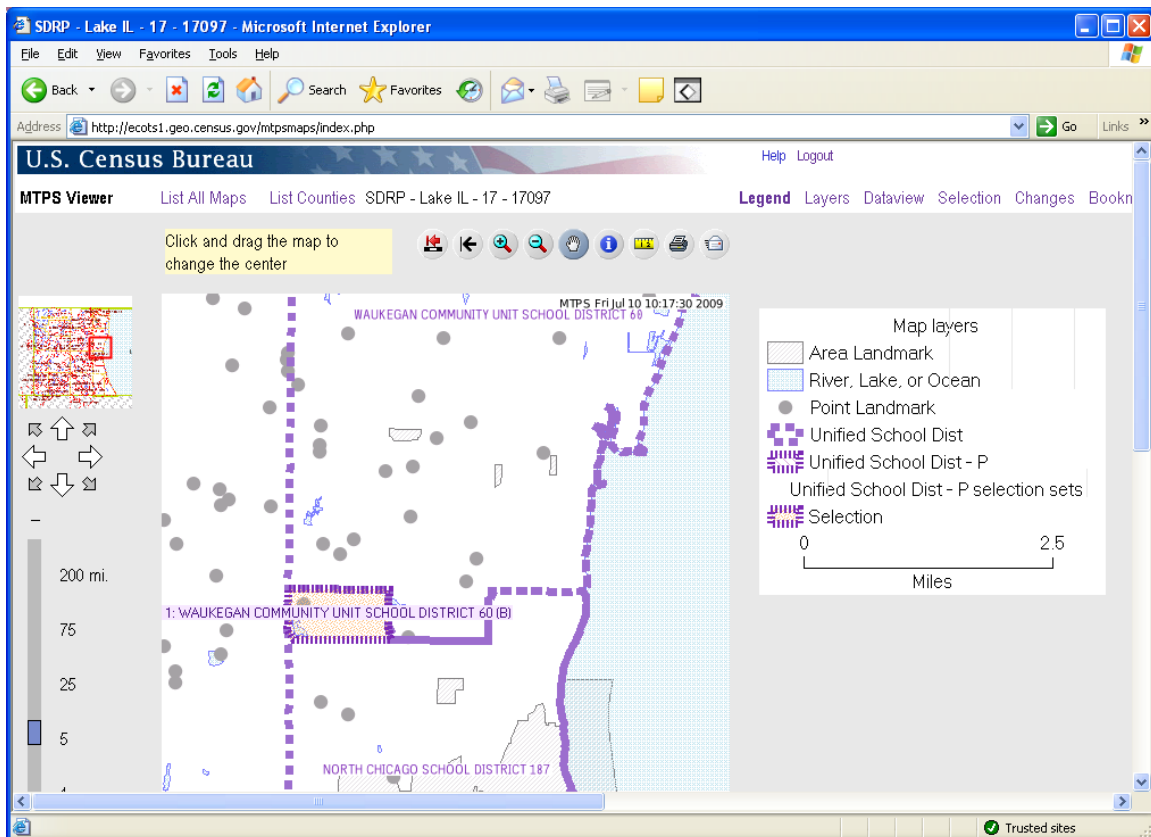 SDRP - Lake IL - 17 - 17097 - Microsoft Internet Explorer
File Edit View Favorites Tools Help
Back Search Favorites
Address http://ecots1.geo.census.gov/mtpsmaps/index.php Go Links »
U.S. Census Bureau Help Logout
MTPS Viewer List All Maps List Counties SDRP - Lake IL - 17 - 17097 Legend Layers Dataview Selection Changes Bookn
Click and drag the map to
change the center
MTPS Fri Jul 10 10:17:30 2009
WAUKEGAN COMMUNITY UNIT SCHOOL DISTRICT 60
Map layers
Area Landmark
River, Lake, or Ocean
Point Landmark
Unified School Dist
Unified School Dist - P
Unified School Dist - P selection sets
Selection
0 2.5
Miles
200 mi.
75
25
5
1: WAUKEGAN COMMUNITY UNIT SCHOOL DISTRICT 60 (B)
NORTH CHICAGO SCHOOL DISTRICT 187
Trusted sites